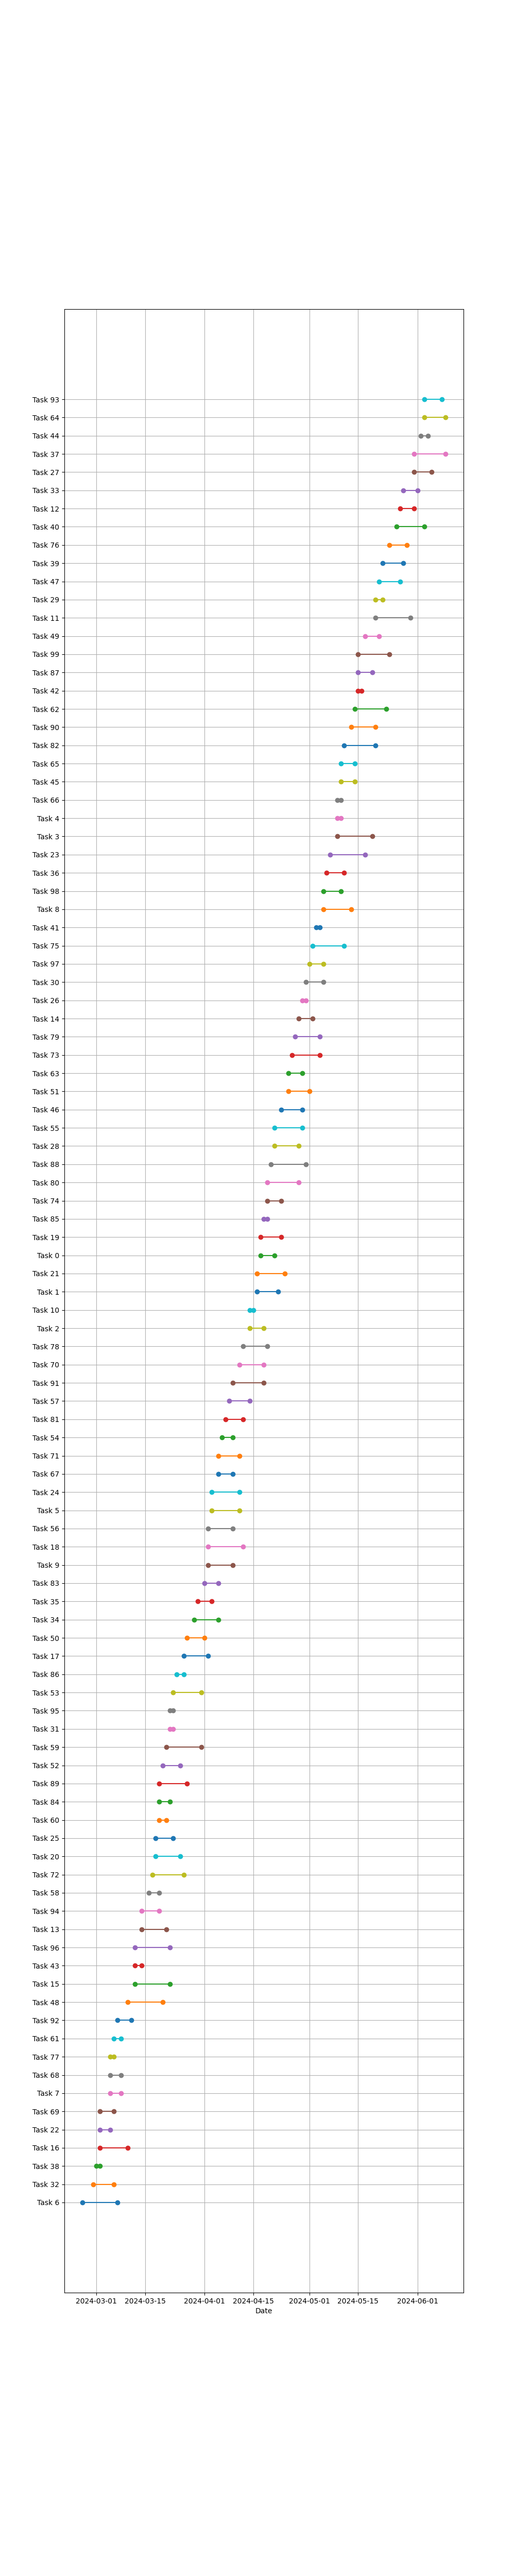 Task 93
Task 64
Task 44
Task 37
Task 27
Task 33
Task 12
Task 40
Task 76
Task 39
Task 47
Task 29
Task 11
Task 49
Task 99
Task 87
Task 42
Task 62
Task 90
Task 82
Task 65
Task 45
Task 66
Task 4
Task 3
Task 23
Task 36
Task 98
Task 8
Task 41
Task 75
Task 97
Task 30
Task 26
Task 14
Task 79
Task 73
Task 63
Task 51
Task 46
Task 55
Task 28
Task 88
Task 80
Task 74
Task 85
Task 19
Task 0
Task 21
Task 1
Task 10
Task 2
Task 78
Task 70
Task 91
Task 57
Task 81
Task 54
Task 71
Task 67
Task 24
Task 5
Task 56
Task 18
Task 9
Task 83
Task 35
Task 34
Task 50
Task 17
Task 86
Task 53
Task 95
Task 31
Task 59
Task 52
Task 89
Task 84
Task 60
Task 25
Task 20
Task 72
Task 58
Task 94
Task 13
Task 96
Task 43
Task 15
Task 48
Task 92
Task 61
Task 77
Task 68
Task 7
Task 69
Task 22
Task 16
Task 38
Task 32
Task 6
2024-03-01 2024-03-15 2024-04-01 2024-04-15 2024-05-01 2024-05-15 2024-06-01
Date